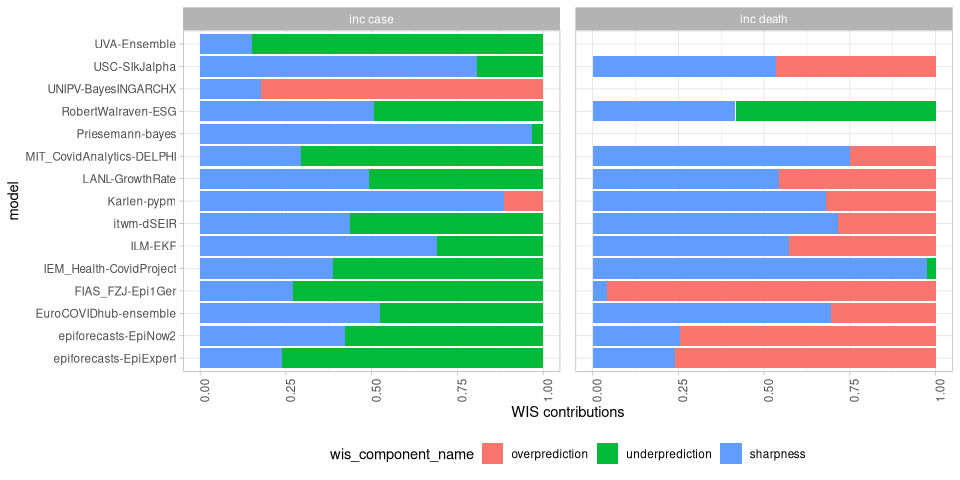 inc case
inc death
UVA-Ensemble
USC-SIkJalpha
UNIPV-BayesINGARCHX
RobertWalraven-ESG
Priesemann-bayes
MIT_CovidAnalytics-DELPHI
LANL-GrowthRate
Karlen-pypm
itwm-dSEIR
ILM-EKF
IEM_Health-CovidProject
FIAS_FZJ-Epi1Ger
EuroCOVIDhub-ensemble
epiforecasts-EpiNow2
epiforecasts-EpiExpert
model
0.00 0.25 0.50 0.75 1.00 0.00 0.25 0.50 0.75 1.00
WIS contributions
wis_component_name overprediction underprediction sharpness